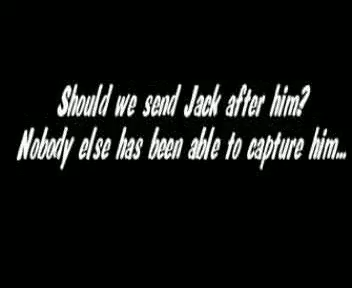 Should we send Jack after him?
Nobody else has been able to capture him...